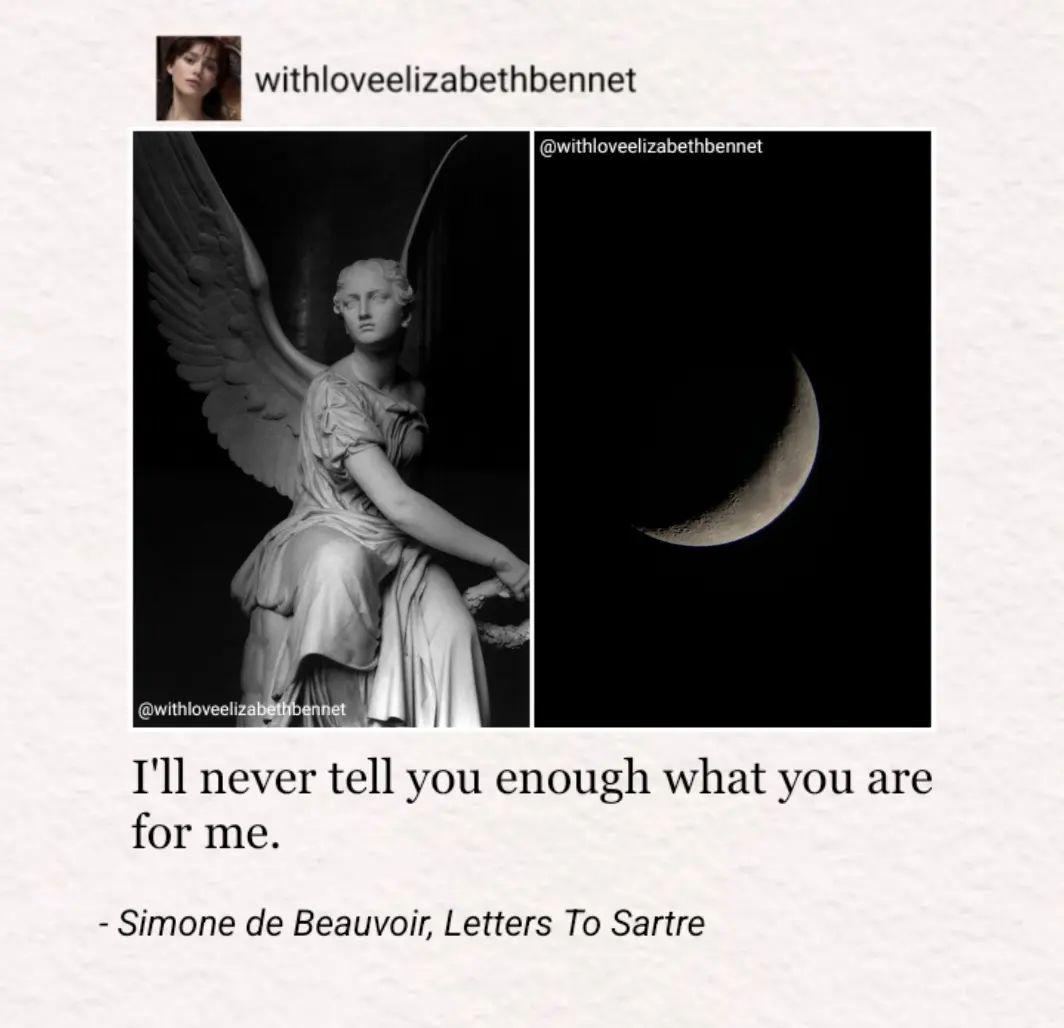 withloveelizabethbennet
@withloveelizabethbennet
@withloveelizabethbennet
I'll never tell you enough what you are
for me.
- Simone de Beauvoir, Letters To Sartre